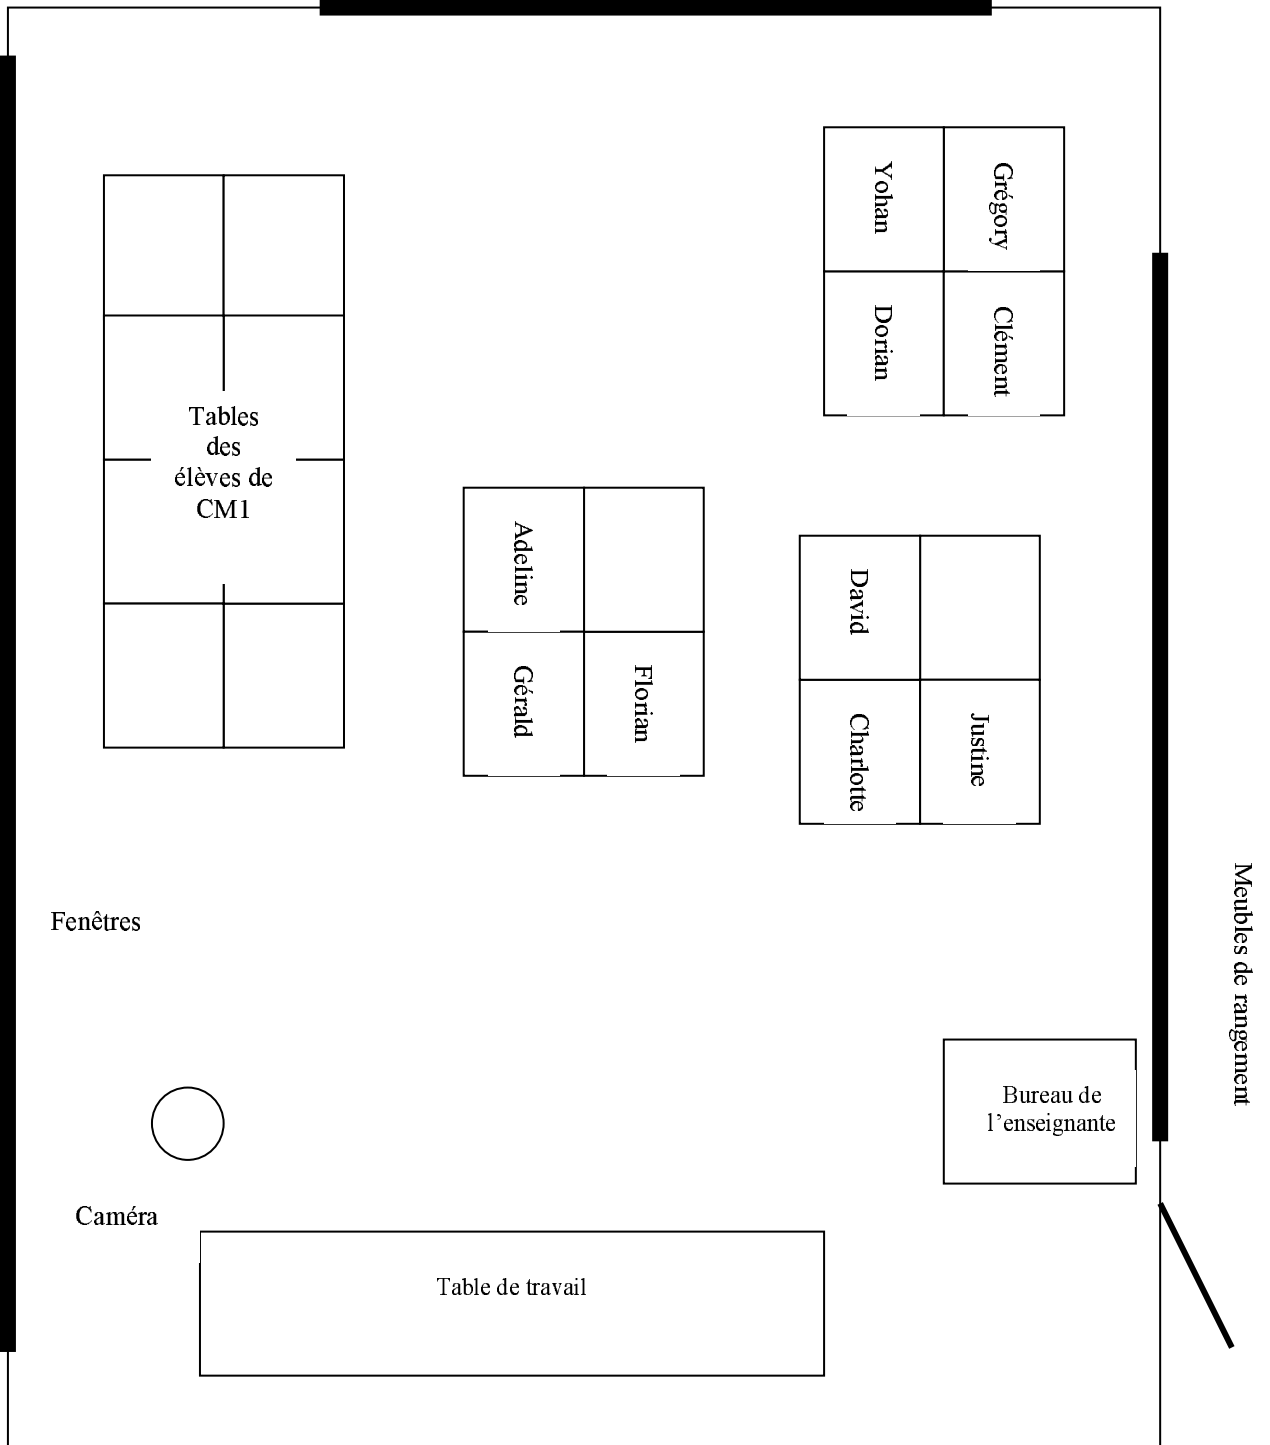 Yohan
Grégory
Dorian
Clément
Tables
des
élèves de
CM1
Adeline
David
Gérald
Florian
Charlotte
Justine
Meubles de rangement
Fenêtres
Bureau de
l’enseignante
Caméra
Table de travail